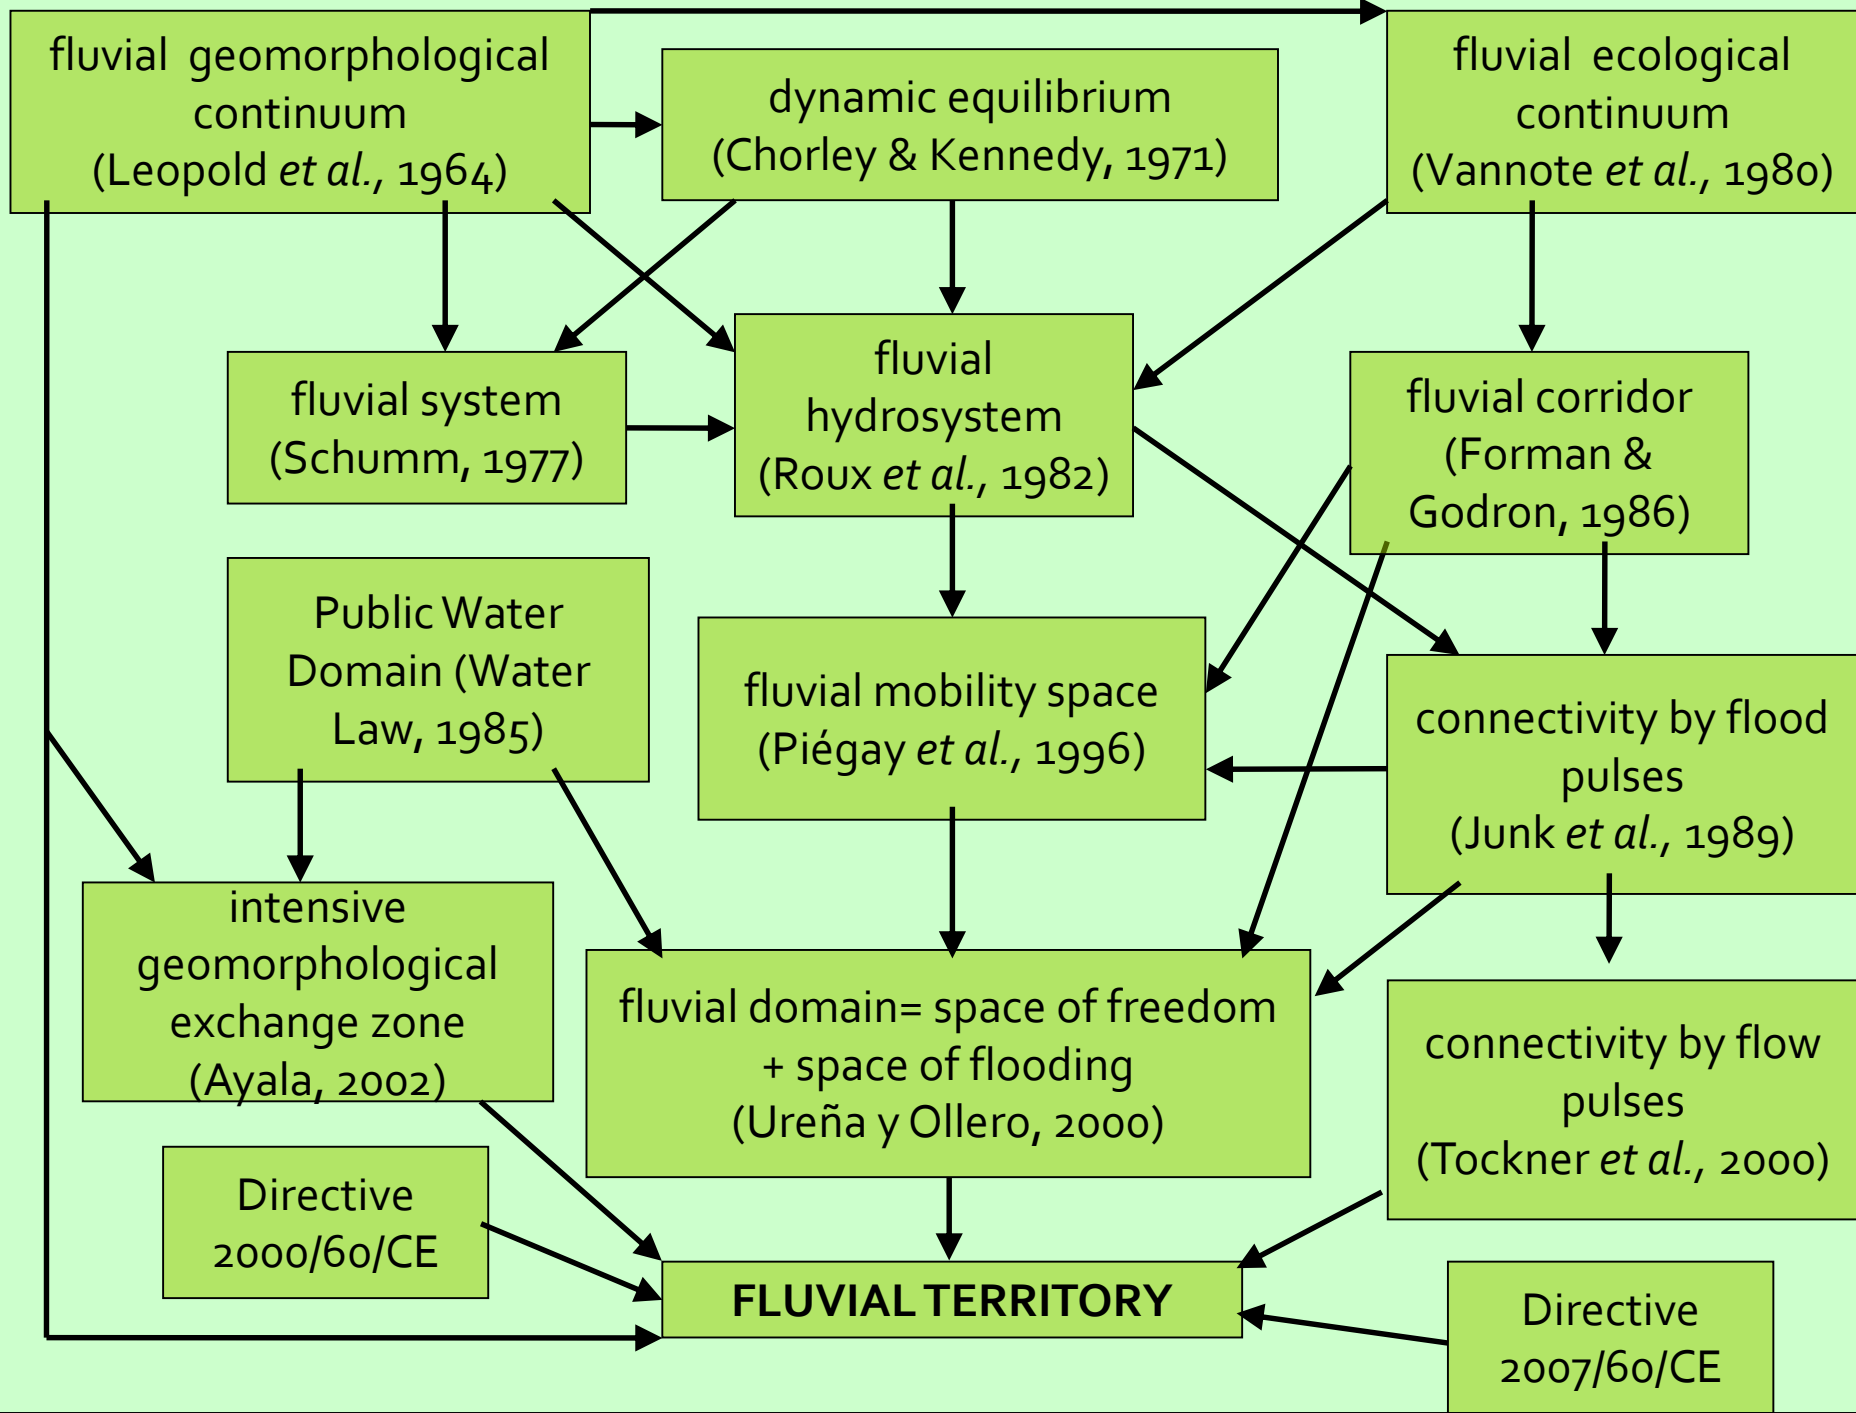 fluvial geomorphological
continuum
(Leopold et al., 1964)
dynamic equilibrium
(Chorley & Kennedy, 1971)
fluvial ecological
continuum
(Vannote et al., 1980)
fluvial system
(Schumm, 1977)
fluvial
hydrosystem
(Roux et al., 1982)
fluvial corridor
(Forman &
Godron, 1986)
Public Water
Domain (Water
Law, 1985)
fluvial mobility space
(Piégay et al., 1996)
connectivity by flood
pulses
(Junk et al., 1989)
intensive
geomorphological
exchange zone
(Ayala, 2002)
fluvial domain= space of freedom
+ space of flooding
(Ureña y Ollero, 2000)
connectivity by flow
pulses
(Tockner et al., 2000)
Directive
2000/60/CE
FLUVIAL TERRITORY
Directive
2007/60/CE